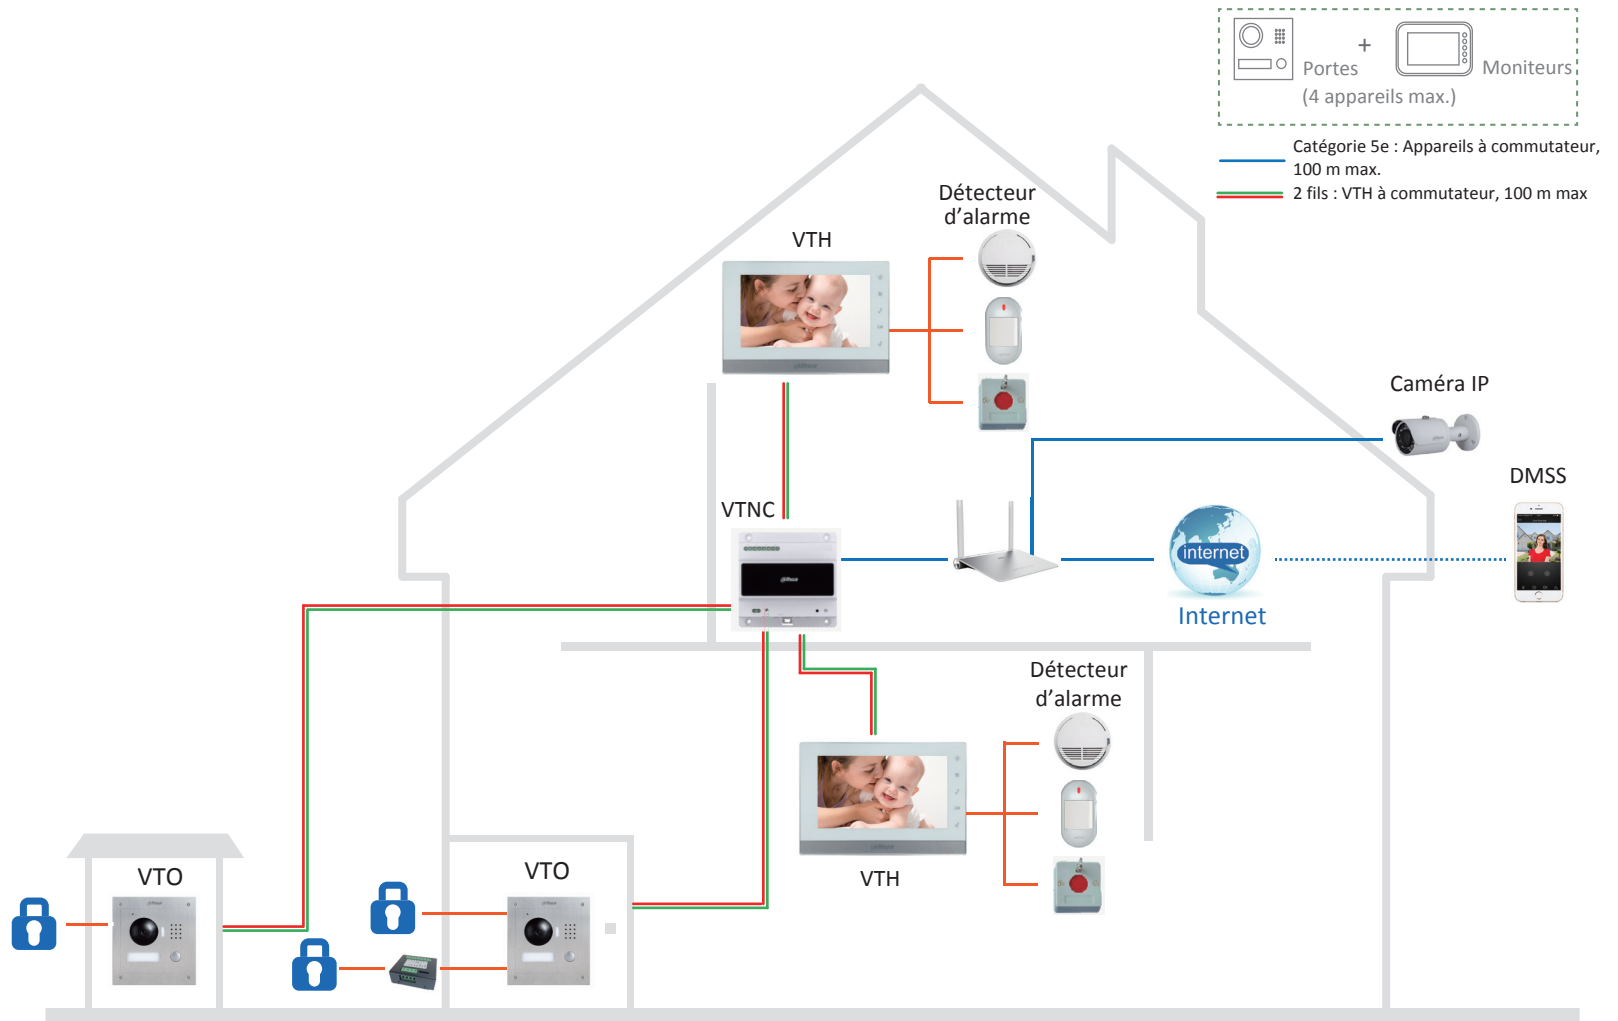 Portes
+
Moniteurs
(4 appareils max.)
Catégorie 5e : Appareils à commutateur,
100 m max.
2 fils : VTH à commutateur, 100 m max
Détecteur
d’alarme
VTH
Caméra IP
DMSS
VTNC
alhua
internet
Internet
Détecteur
d’alarme
VTH
VTO
VTO